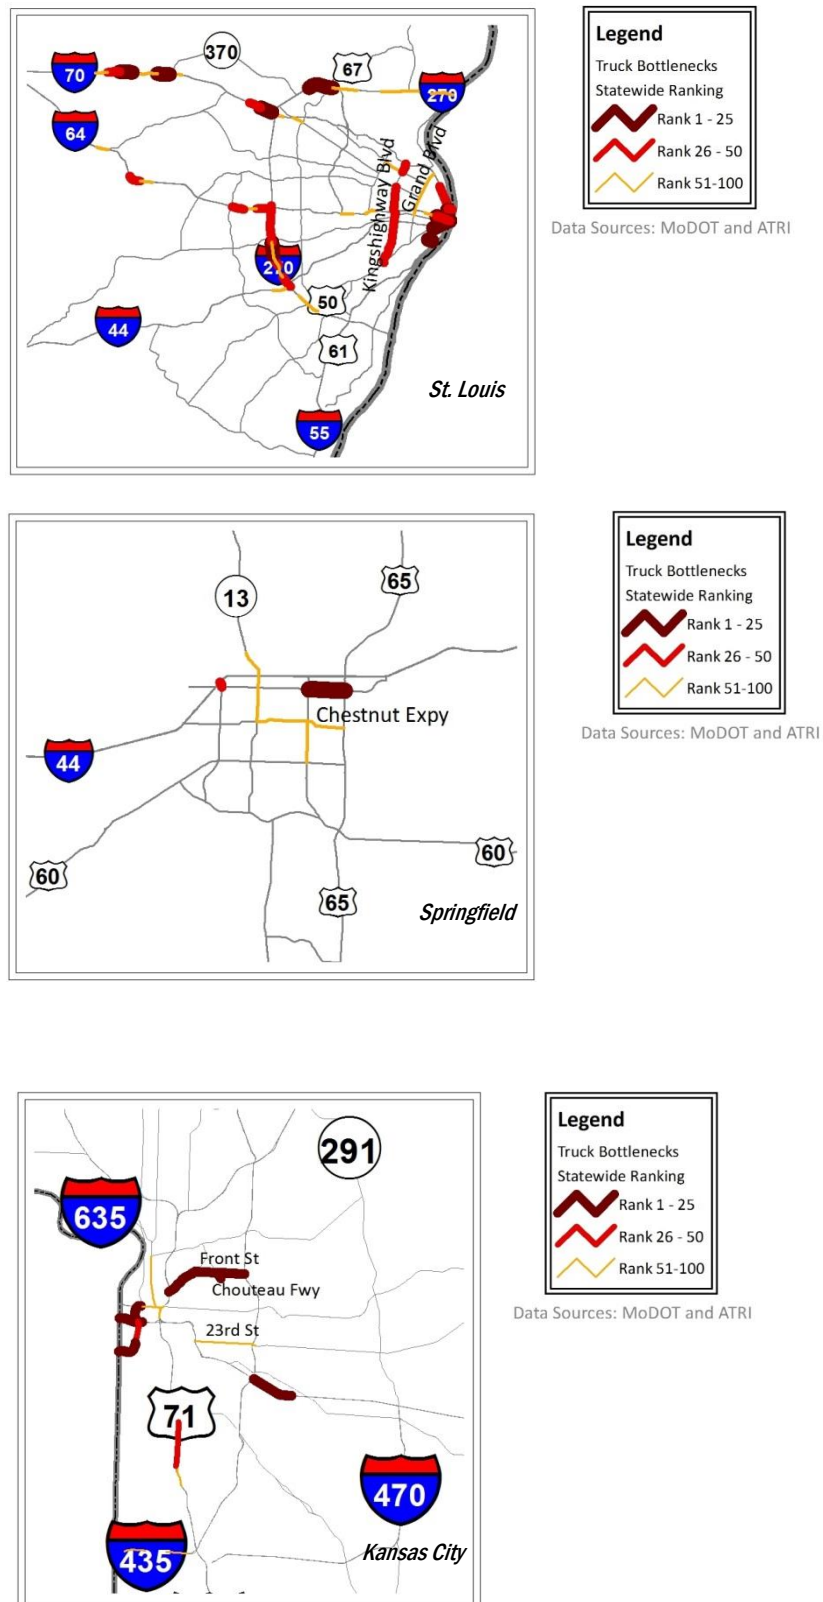 370
67
70
270
64
Kingshighway Blvd
Grand Blvd
270
50
44
61
St. Louis
55
Legend
Truck Bottlenecks
Statewide Ranking
Rank 1 - 25
Rank 26 - 50
Rank 51-100
Data Sources: MoDOT and ATRI
65
13
Chestnut Expy
44
60
60
65
Springfield
Legend
Truck Bottlenecks
Statewide Ranking
Rank 1 - 25
Rank 26 - 50
Rank 51-100
Data Sources: MoDOT and ATRI
291
635
Front St
Chouteau Fwy
23rd St
71
470
435
Kansas City
Legend
Truck Bottlenecks
Statewide Ranking
Rank 1 - 25
Rank 26 - 50
Rank 51-100
Data Sources: MoDOT and ATRI